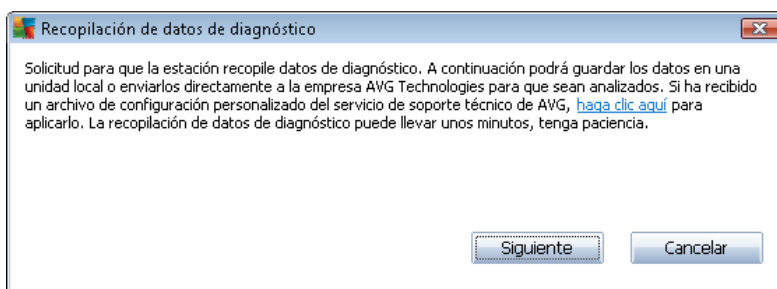 Recopilación de datos de diagnóstico
Solicitud para que la estación recopile datos de diagnóstico. A continuación podrá guardar los datos en una
unidad local o enviarlos directamente a la empresa AVG Technologies para que sean analizados. Si ha recibido
un archivo de configuración personalizado del servicio de soporte técnico de AVG, haga clic aquí para
aplicarlo. La recopilación de datos de diagnóstico puede llevar unos minutos, tenga paciencia.
Siguiente Cancelar